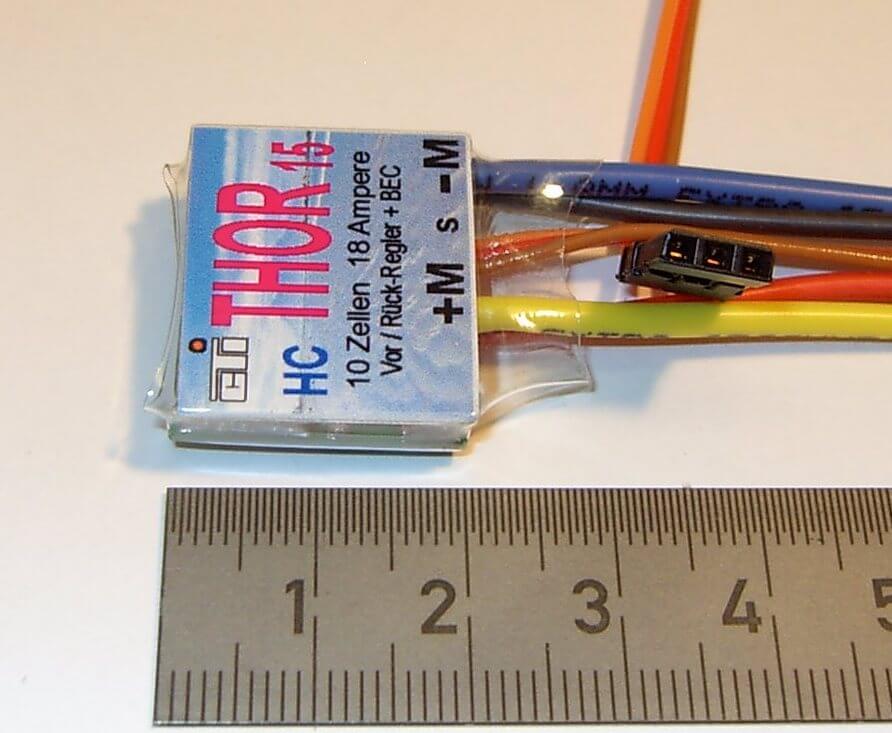 THOR 15
HC
10 Zellen 18 Ampere
Vor / Rück-Regler + BEC
+M s -M
1 2 3 4 5